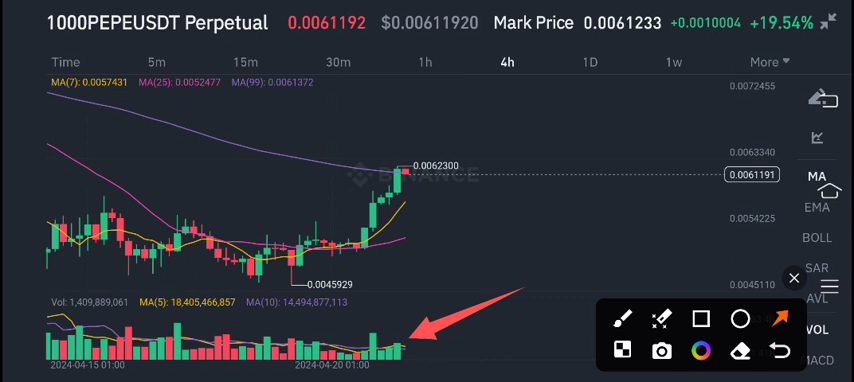 1000PEPEUSDT Perpetual 0.0061192 $0.00611920 Mark Price 0.0061233 +0.0010004 +19.54%
Time 5m 15m 30m 1h 4h 1D 1w More
MA(7): 0.0057431 MA(25): 0.0052477 MA(99): 0.0061372
0.0072455
0.0063340
0.0062300
BINANCE
0.0061191
MA
EMA
0.0054225
BOLL
SAR
0.0045929
0.0045110
AVL
Vol: 1,409,889,061 MA(5): 18,405,466,857 MA(10): 14,494,877,113
VOL
MACD
2024-04-15 01:00 2024-04-20 01:00